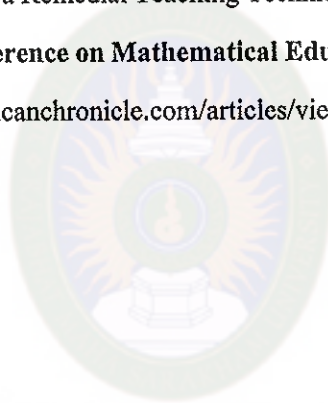 a Remedial Teaching Techni
erence on Mathematical Edu
canchronicle.com/articles/vie